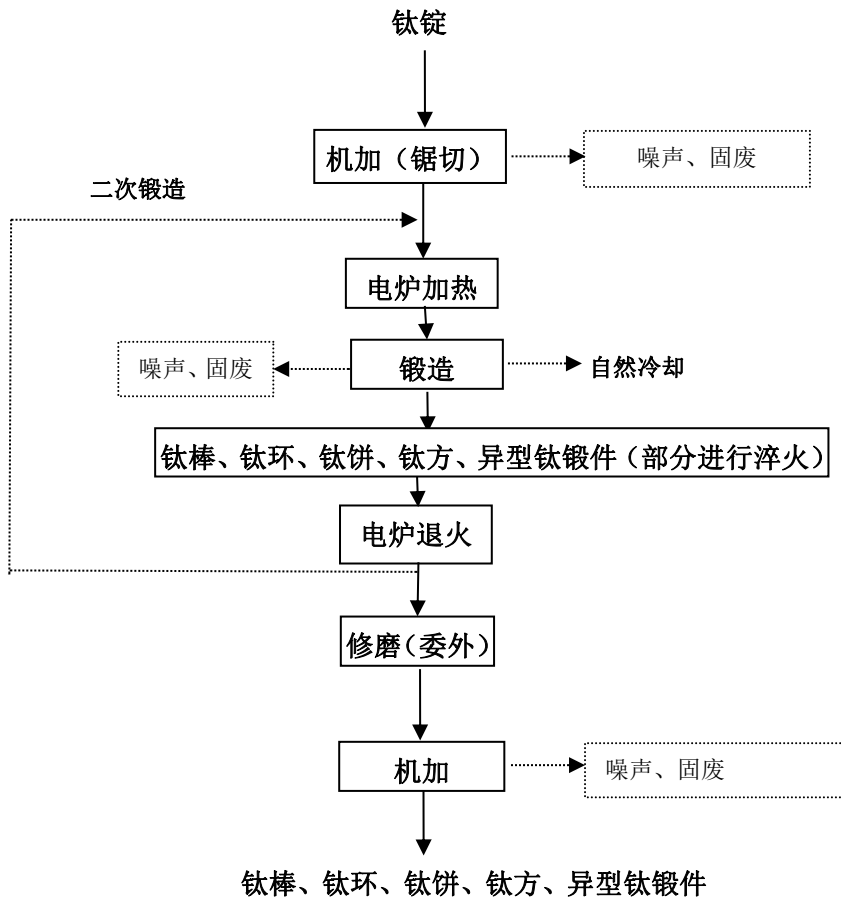 钛锭
机加（锯切）
噪声、固废
二次锻造
电炉加热
噪声、固废
锻造
自然冷却
钛棒、钛环、钛饼、钛方、异型钛锻件（部分进行淬火）
电炉退火
修磨（委外）
机加
噪声、固废
钛棒、钛环、钛饼、钛方、异型钛锻件